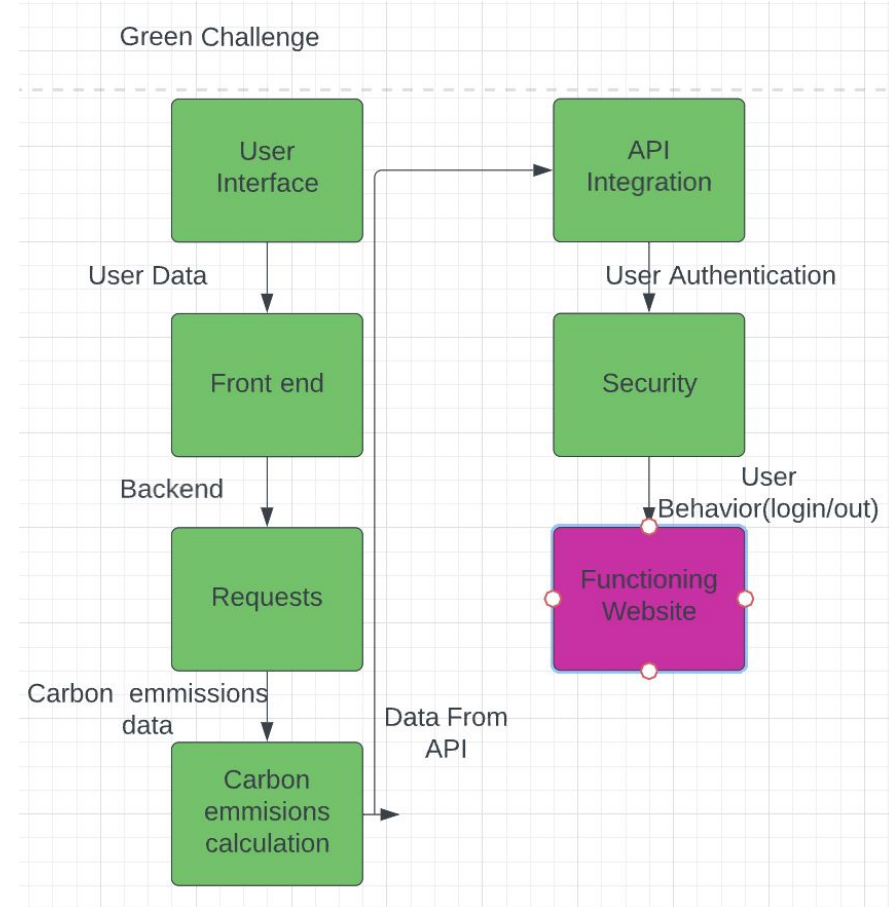 Green Challenge
User
Interface
User Data
Front end
Backend
Requests
Carbon emmissions
data
Carbon
emmisions
calculation
Data From
API
API
Integration
User Authentication
Security
User
Behavior(login/out)
Functioning
Website